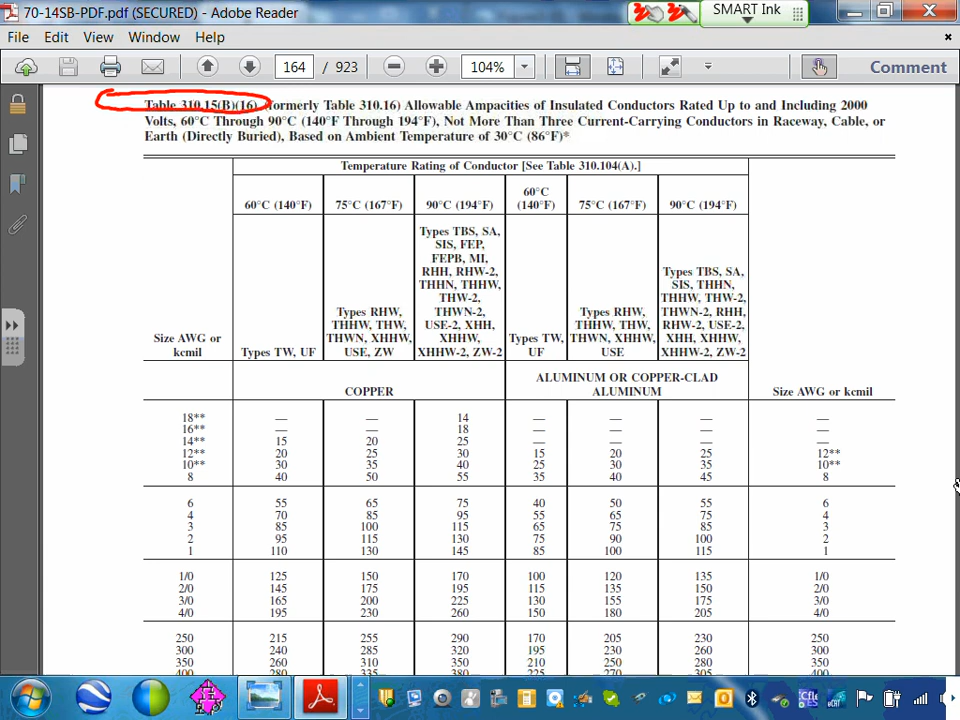 70-14SB-PDF.pdf (SECURED) - Adobe Reader
SMART Ink
File Edit View Window Help
164 / 923 104% Comment
Table 310.15(B)(16) (formerly Table 310.16) Allowable Ampacities of Insulated Conductors Rated Up to and Including 2000
Volts, 60°C Through 90°C (140°F Through 194°F), Not More Than Three Current-Carrying Conductors in Raceway, Cable, or
Earth (Directly Buried), Based on Ambient Temperature of 30°C (86°F)*
Temperature Rating of Conductor [See Table 310.104(A).]
60°C (140°F) 75°C (167°F) 90°C (194°F) 60°C (140°F) 75°C (167°F) 90°C (194°F)
Size AWG or
kcmil
Types TW, UF
Types RHW,
THHW, THW,
THWN, XHHW,
USE, ZW
Types TBS, SA,
SIS, FEP,
FEPB, MI,
RHH, RHW-2,
THHN, THHW,
THW-2,
THWN-2,
USE-2, XHH,
XHHW,
XHHW-2, ZW-2
Types TW,
UF
Types RHW,
THHW, THW,
THWN, XHHW,
USE
Types TBS, SA,
SIS, THHN,
THHW, THW-2,
THWN-2, RHH,
RHW-2, USE-2,
XHH, XHHW,
XHHW-2, ZW-2
COPPER
ALUMINUM OR COPPER-CLAD
ALUMINUM
Size AWG or kcmil
18** — — 14 — — — —
16** — — 18 — — — —
14** 15 20 25 — — — —
12** 20 25 30 15 20 25 12**
10** 30 35 40 25 30 35 10**
8 40 50 55 35 40 45 8
6 55 65 75 40 50 55 6
4 70 85 95 55 65 75 4
3 85 100 115 65 75 85 3
2 95 115 130 75 90 100 2
1 110 130 145 85 100 115 1
1/0 125 150 170 100 120 135 1/0
2/0 145 175 195 115 135 150 2/0
3/0 165 200 225 130 155 175 3/0
4/0 195 230 260 150 180 205 4/0
250 215 255 290 170 205 230 250
300 240 285 320 195 230 260 300
350 260 310 350 210 250 280 350
400 280 335 380 225 270 305 400